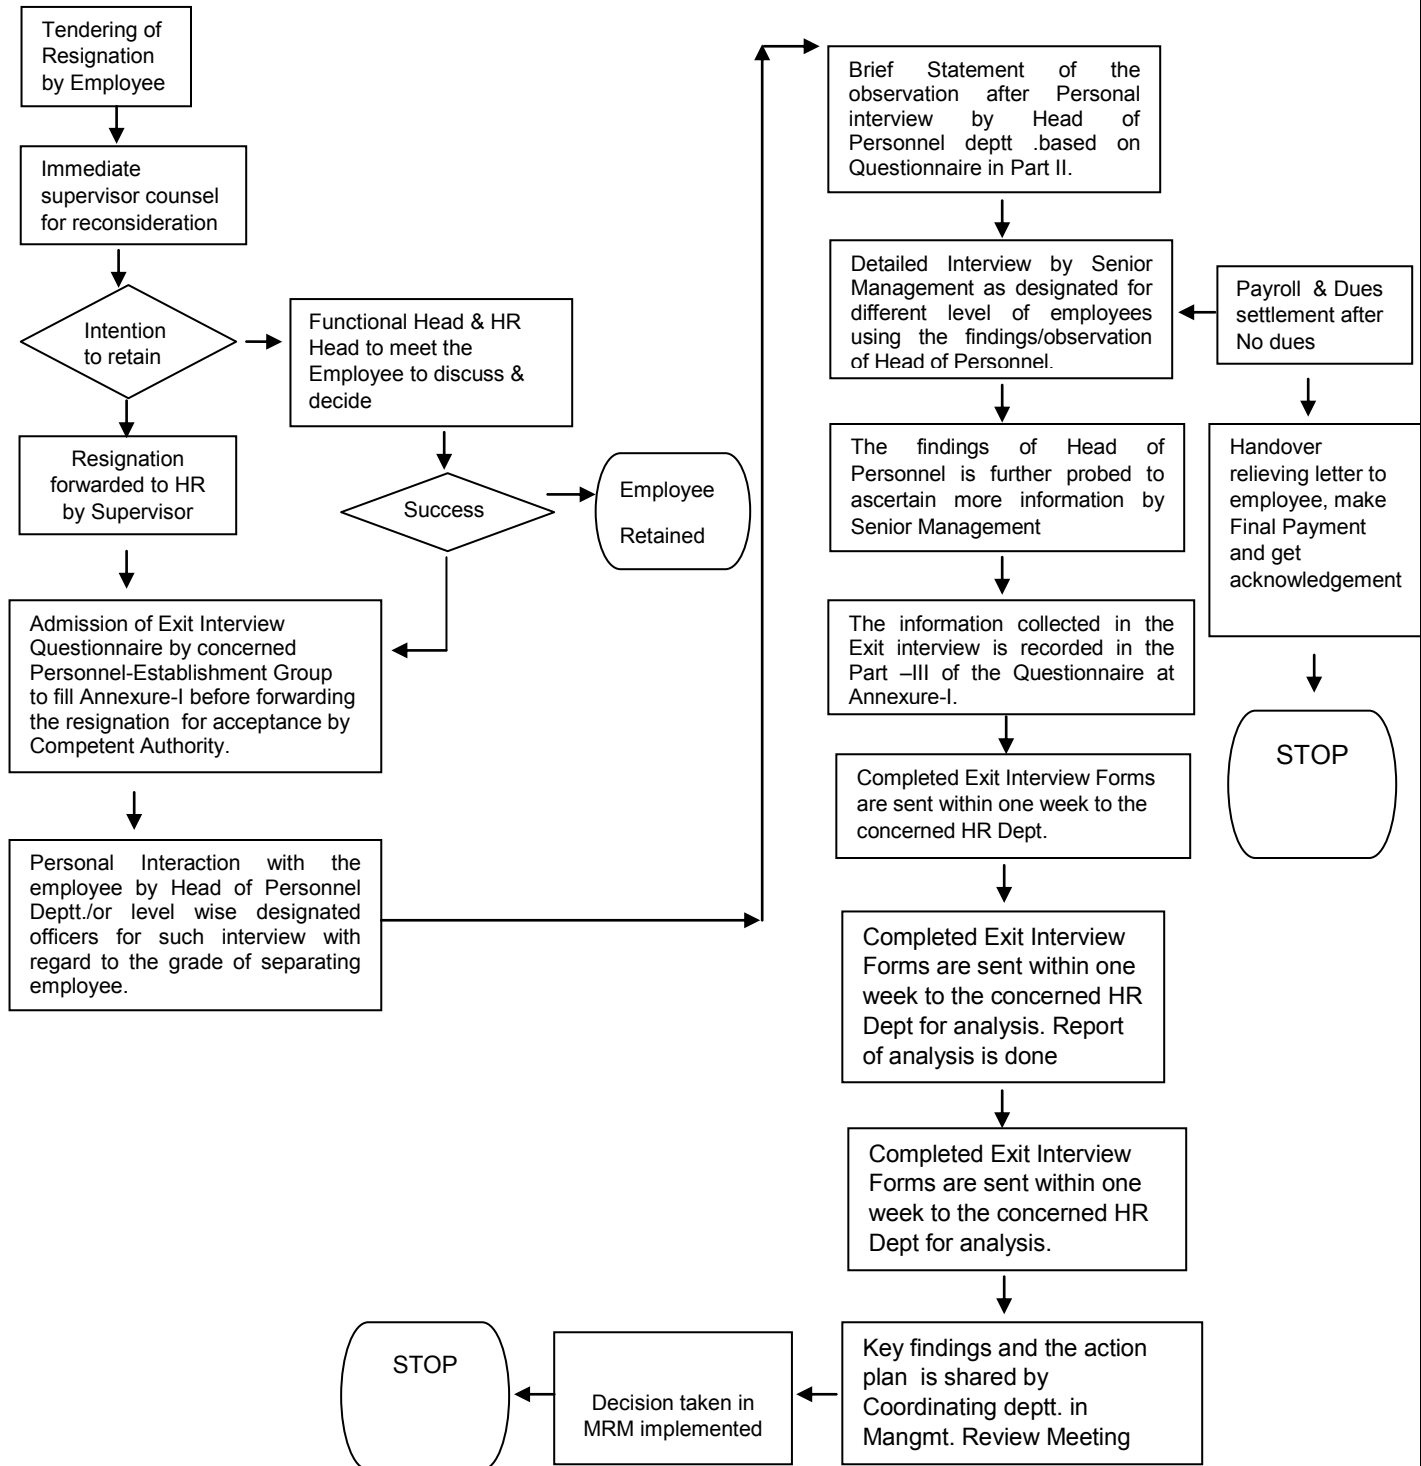 Tendering of
Resignation
by Employee
Immediate
supervisor counsel
for reconsideration
Intention
to retain
Functional Head & HR
Head to meet the
Employee to discuss &
decide
Resignation
forwarded to HR
by Supervisor
Success
Employee
Retained
Admission of Exit Interview
Questionnaire by concerned
Personnel-Establishment Group
to fill Annexure-I before forwarding
the resignation for acceptance by
Competent Authority.
Personal Interaction with the
employee by Head of Personnel
Deptt./or level wise designated
officers for such interview with
regard to the grade of separating
employee.
Brief Statement of the
observation after Personal
interview by Head of
Personnel deptt .based on
Questionnaire in Part II.
Detailed Interview by Senior
Management as designated for
different level of employees
using the findings/observation
of Head of Personnel.
Payroll & Dues
settlement after
No dues
The findings of Head of
Personnel is further probed to
ascertain more information by
Senior Management
Handover
relieving letter to
employee, make
Final Payment
and get
acknowledgement
The information collected in the
Exit interview is recorded in the
Part –III of the Questionnaire at
Annexure-I.
STOP
Completed Exit Interview Forms
are sent within one week to the
concerned HR Dept.
Completed Exit Interview
Forms are sent within one
week to the concerned HR
Dept for analysis. Report
of analysis is done
Completed Exit Interview
Forms are sent within one
week to the concerned HR
Dept for analysis.
Key findings and the action
plan is shared by
Coordinating deptt. in
Mangmt. Review Meeting
Decision taken in
MRM implemented
STOP